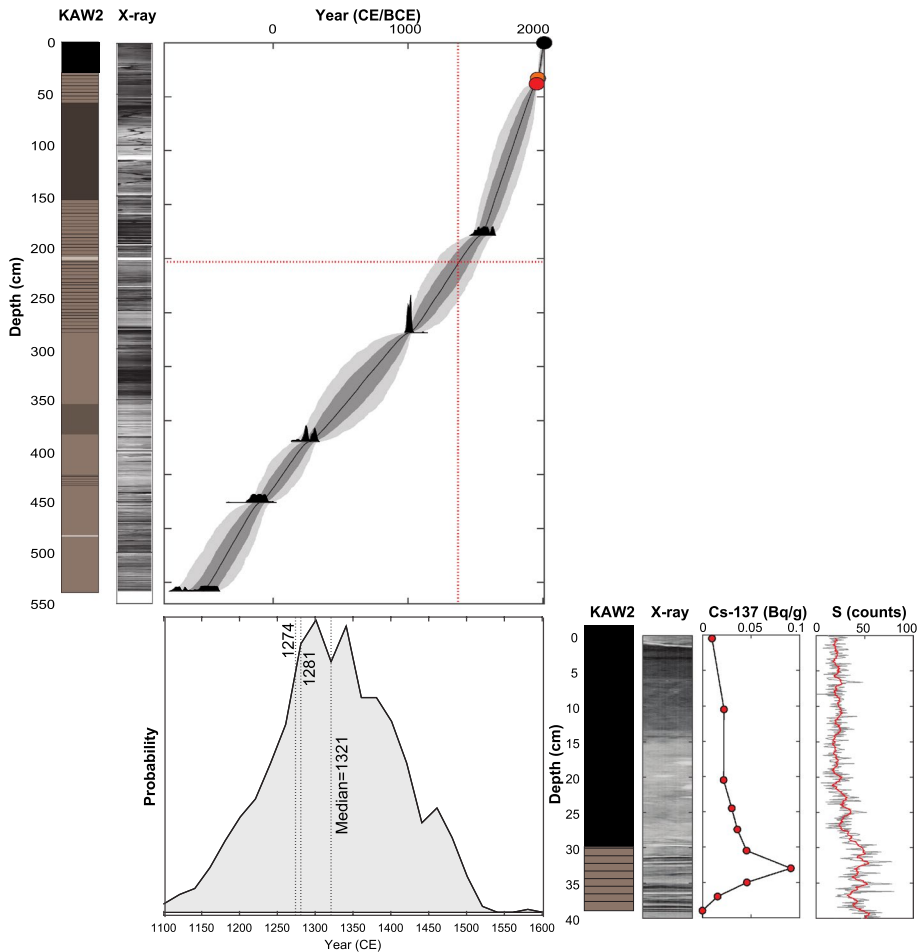 KAW2 X-ray Year (CE/BCE)
0 1000 2000
0
50
100
150
200
250
300
350
400
450
500
550
Depth (cm)
1274
1281
Median=1321
Probability
1100 1150 1200 1250 1300 1350 1400 1450 1500 1550 1600
Year (CE)
KAW2 X-ray Cs-137 (Bq/g) S (counts)
0 0.05 0.1 0 50 100
0
5
10
15
20
25
30
35
40
Depth (cm)